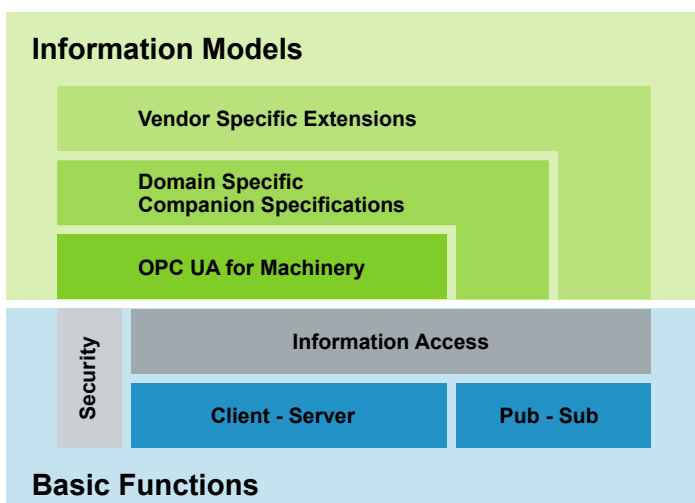 Information Models
Vendor Specific Extensions
Domain Specific
Companion Specifications
OPC UA for Machinery
Security
Information Access
Client - Server
Pub - Sub
Basic Functions